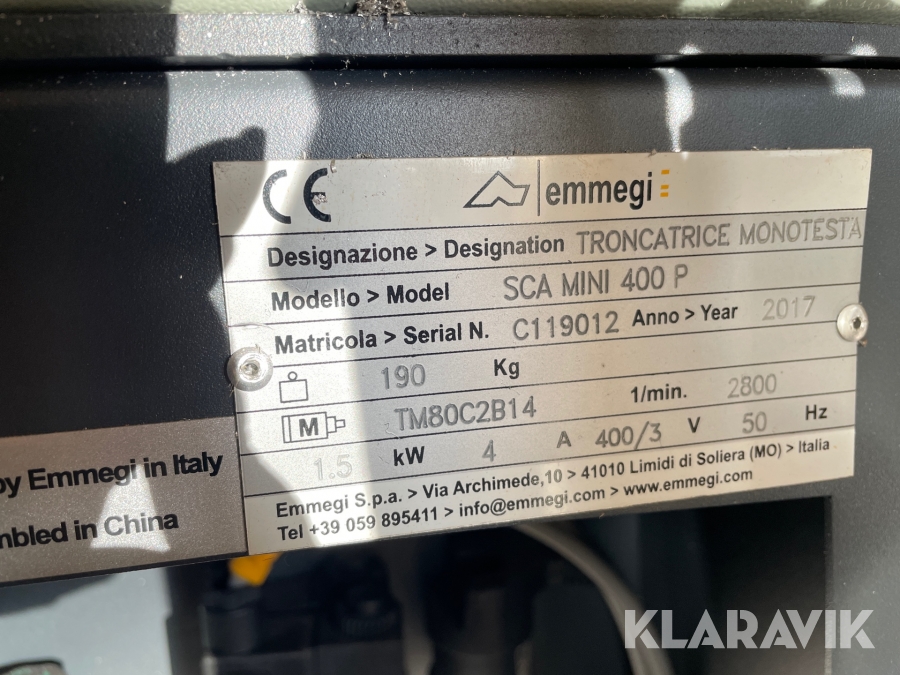 CE emmegi
Designazione > Designation TRONCATRICE MONOTESTA
Modello > Model SCA MINI 400 P
Matricola > Serial N. C119012 Anno > Year 2017
190 Kg
M TM80C2B14 1/min. 2800
1.5 kW 4 A 400/3 V 50 Hz
Emmegi S.p.a. > Via Archimede,10 > 41010 Limidi di Soliera (MO) > Italia
Tel +39 059 895411 > info@emmegi.com > www.emmegi.com
by Emmegi in Italy
mbled in China
KLARAVIK